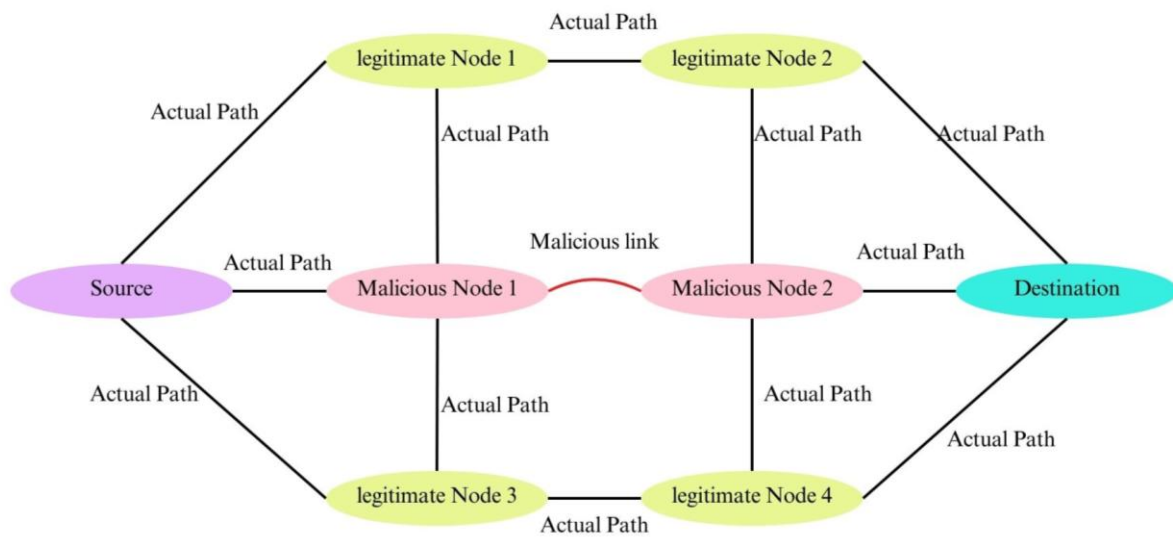 Actual Path
legitimate Node 1
legitimate Node 2
Actual Path
Actual Path
Actual Path
Actual Path
Malicious link
Actual Path
Actual Path
Source
Malicious Node 1
Malicious Node 2
Destination
Actual Path
Actual Path
Actual Path
Actual Path
legitimate Node 3
legitimate Node 4
Actual Path